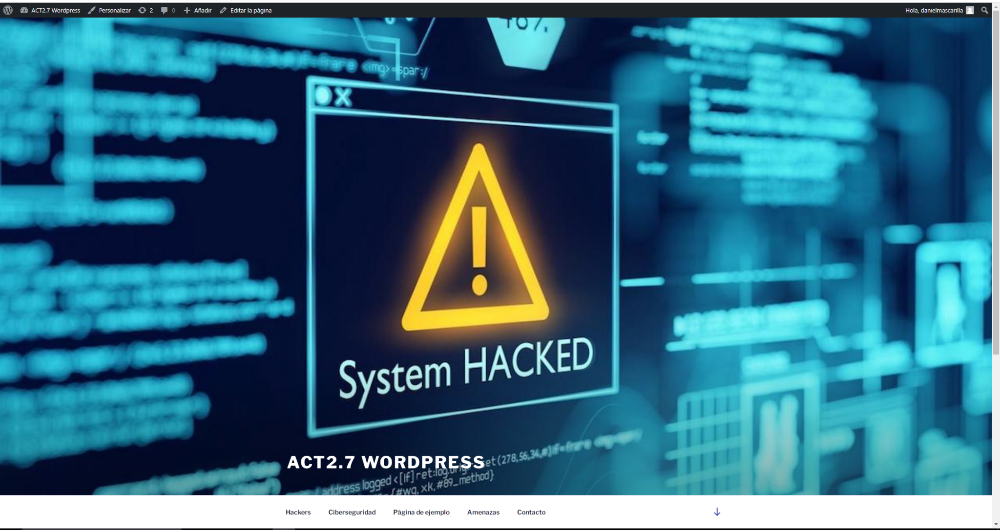 ACT2.7 Wordpress Personalizar 2 0 Añadir Editar la página Hola, danielmascarilla
<img>=spar:/
X
System HACKED
ACT2.7 WORDPRESS
et(278,56,34,#)if=frar=e
address logged <[if] ret:log.
{#wq, xk, #89_method}
Hackers Ciberseguridad Página de ejemplo Amenazas Contacto